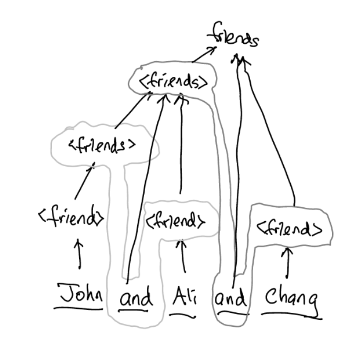 friends
<friends>
<friends>
<friend> <friend> <friend>
John and Ali and Chang